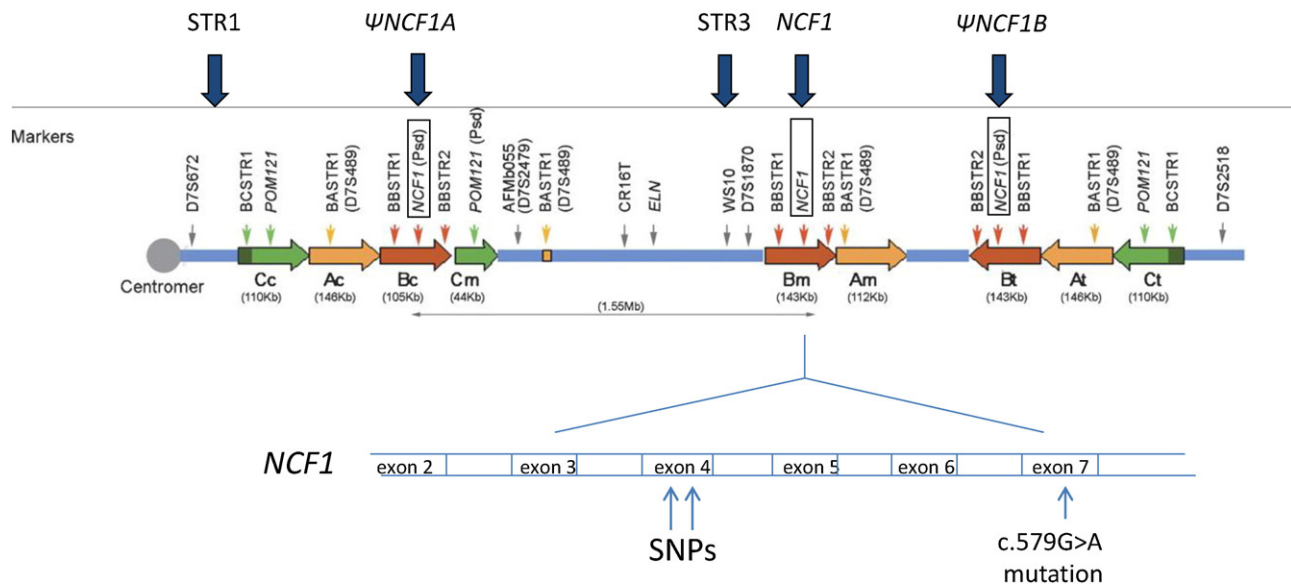 STR1 ΨNCF1A STR3 NCF1 ΨNCF1B
Markers
D7S672
BCSTR1
POM121
BASTR1
(D7S489)
BBSTR1
NCF1 (Psd)
BBSTR2
POM121 (Psd)
AFMb055
(D7S2479)
BASTR1
(D7S489)
CR16T
ELN
WS10
D7S1870
BBSTR1
NCF1
BBSTR2
BASTR1
(D7S489)
BBSTR2
NCF1 (Psd)
BBSTR1
BASTR1
(D7S489)
POM121
BCSTR1
D7S2518
Centromer
Cc Ac Bc Cm Bm Am Bt At Ct
(110Kb) (146Kb) (105Kb) (44Kb) (143Kb) (112Kb) (143Kb) (146Kb) (110Kb)
(1.55Mb)
NCF1 exon 2 exon 3 exon 4 exon 5 exon 6 exon 7
SNPs
c.579G>A
mutation